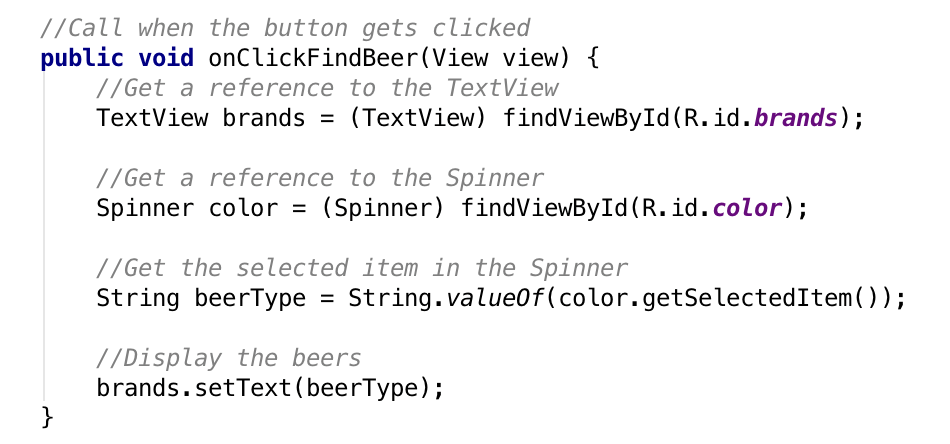 //Call when the button gets clicked
public void onClickFindBeer(View view) {
//Get a reference to the TextView
TextView brands = (TextView) findViewById(R.id.brands);
//Get a reference to the Spinner
Spinner color = (Spinner) findViewById(R.id.color);
//Get the selected item in the Spinner
String beerType = String.valueOf(color.getSelectedItem());
//Display the beers
brands.setText(beerType);
}